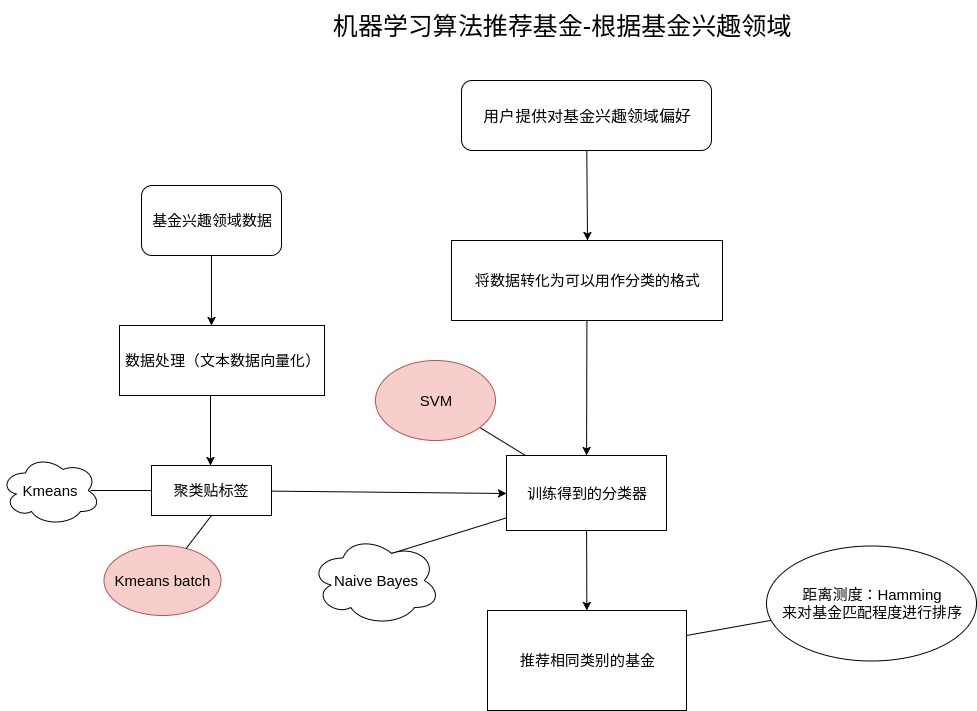 机器学习算法推荐基金-根据基金兴趣领域
用户提供对基金兴趣领域偏好
基金兴趣领域数据
将数据转化为可以用作分类的格式
数据处理（文本数据向量化）
SVM
Kmeans
聚类贴标签
训练得到的分类器
Kmeans batch
Naive Bayes
距离测度：Hamming
来对基金匹配程度进行排序
推荐相同类别的基金